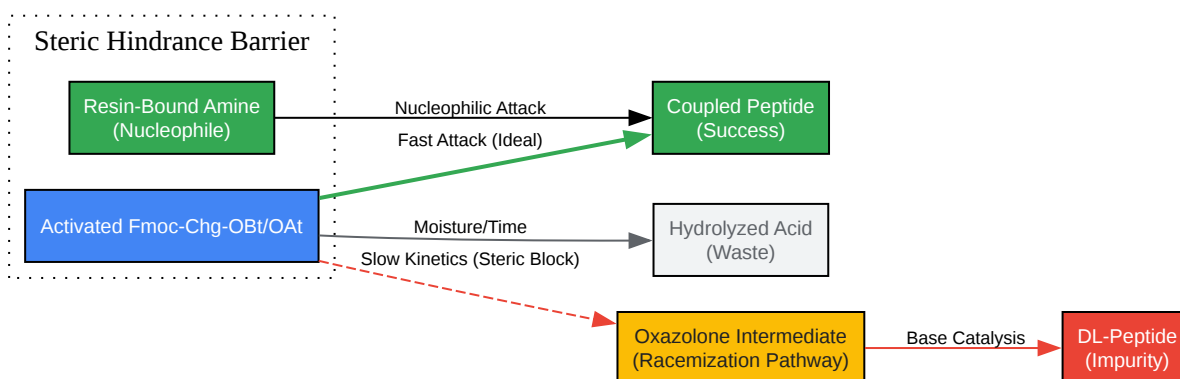 Steric Hindrance Barrier
Resin-Bound Amine
(Nucleophile)
Nucleophilic Attack
Coupled Peptide
(Success)
Fast Attack (Ideal)
Activated Fmoc-Chg-OBt/OAt
Moisture/Time
Hydrolyzed Acid
(Waste)
Slow Kinetics (Steric Block)
Oxazolone Intermediate
(Racemization Pathway)
Base Catalysis
DL-Peptide
(Impurity)